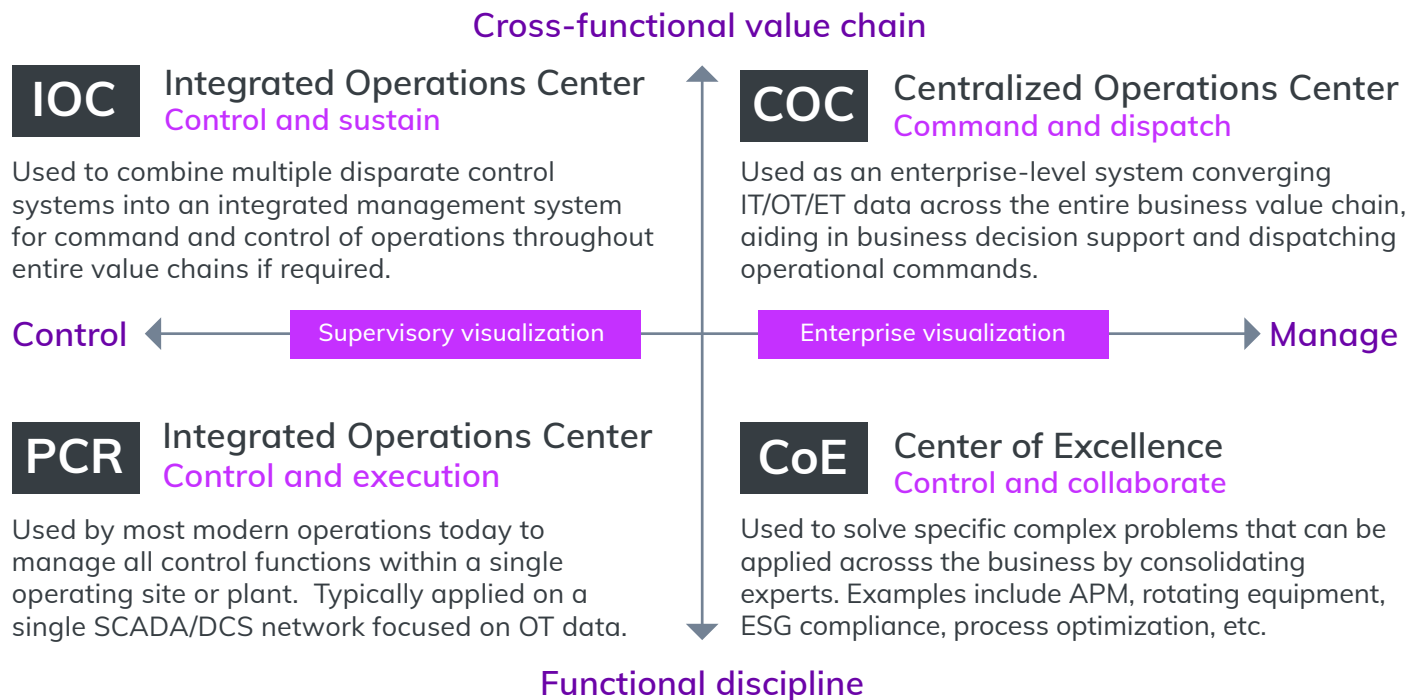 Cross-functional value chain
IOC
Integrated Operations Center
Control and sustain
Used to combine multiple disparate control
systems into an integrated management system
for command and control of operations throughout
entire value chains if required.
COC
Centralized Operations Center
Command and dispatch
Used as an enterprise-level system converging
IT/OT/ET data across the entire business value chain,
aiding in business decision support and dispatching
operational commands.
Control
Supervisory visualization
Enterprise visualization
Manage
PCR
Integrated Operations Center
Control and execution
Used by most modern operations today to
manage all control functions within a single
operating site or plant.  Typically applied on a
single SCADA/DCS network focused on OT data.
CoE
Center of Excellence
Control and collaborate
Used to solve specific complex problems that can be
applied acrosss the business by consolidating
experts. Examples include APM, rotating equipment,
ESG compliance, process optimization, etc.
Functional discipline